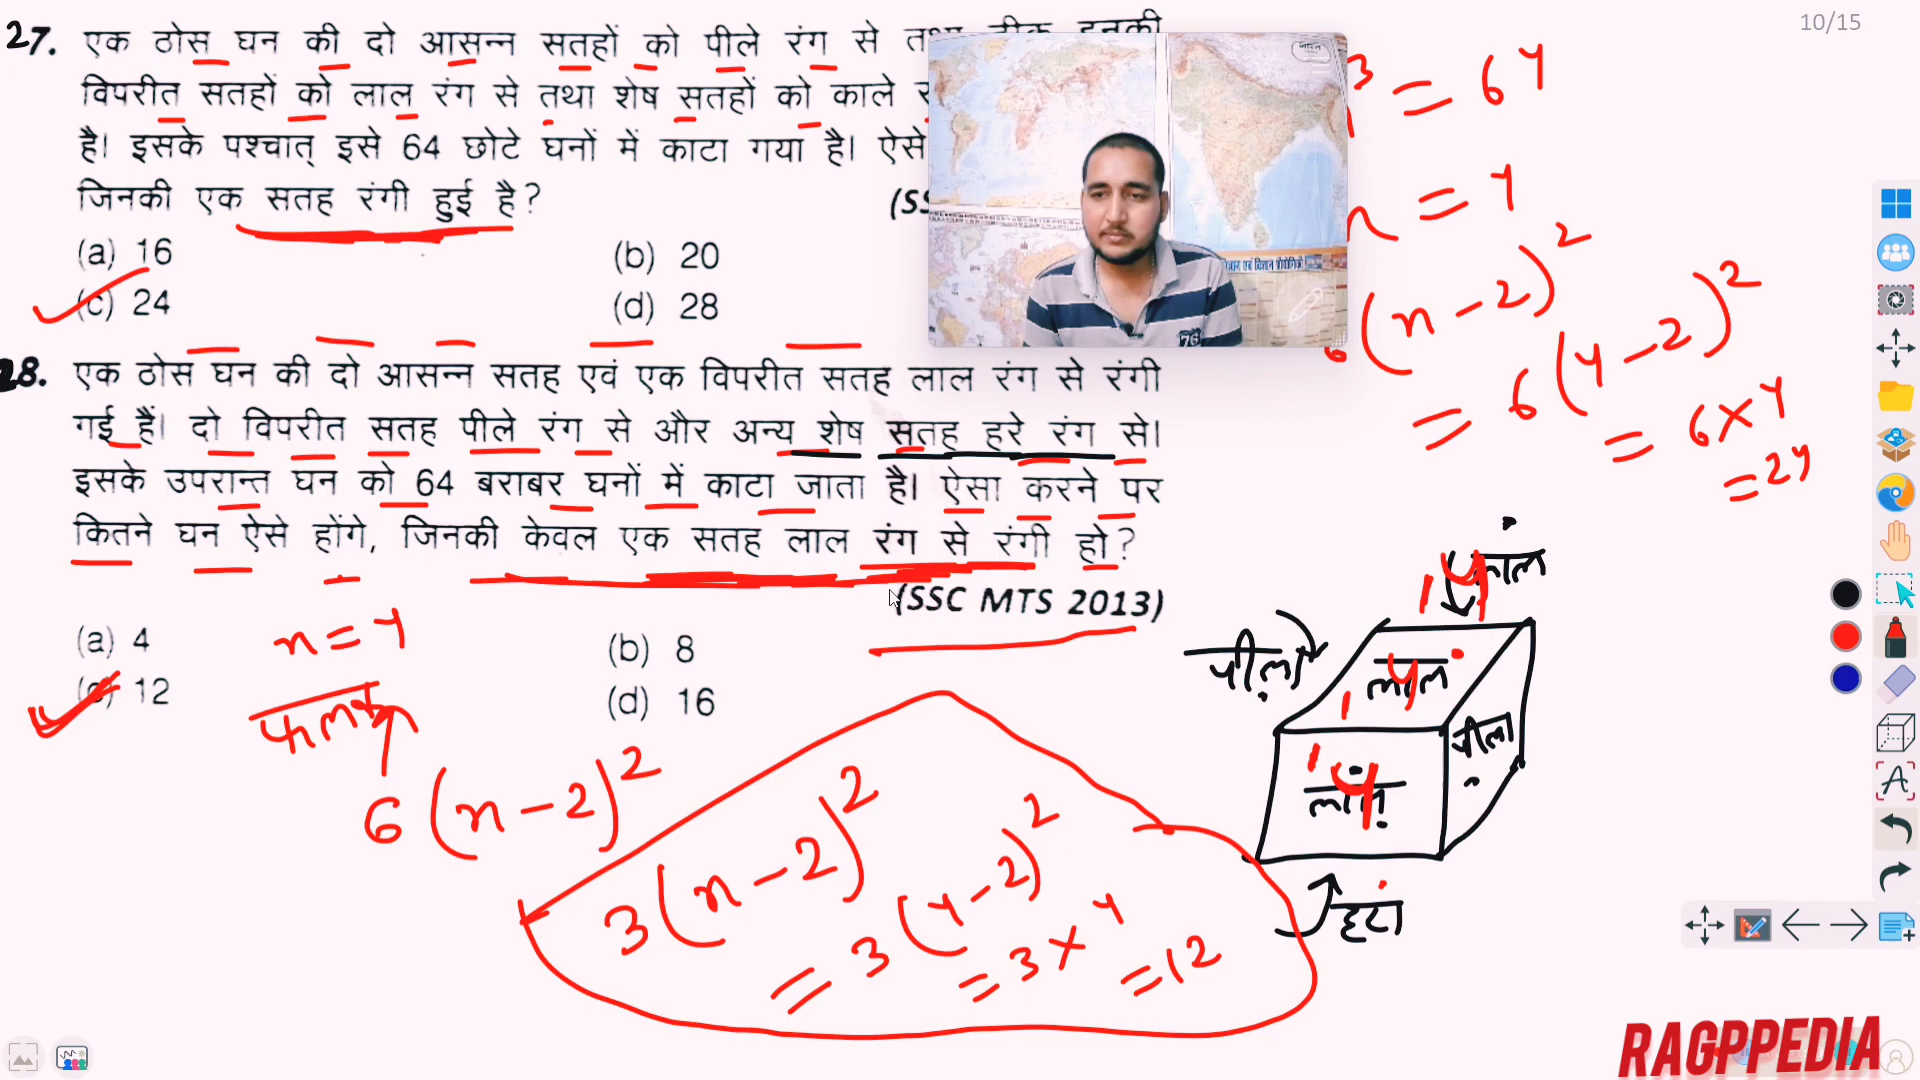 10/15
27. एक ठोस घन की दो आसन्न सतहों को पीले रंग से
विपरीत सतहों को लाल रंग से तथा शेष सतहों को काले
है। इसके पश्चात् इसे 64 छोटे घनों में काटा गया है। ऐसे
जिनकी एक सतह रंगी हुई है?
(a) 16
(b) 20
(c) 24
(d) 28
28. एक ठोस घन की दो आसन्न सतह एवं एक विपरीत सतह लाल रंग से रंगी
गई हैं। दो विपरीत सतह पीले रंग से और अन्य शेष सतह हरे रंग से।
इसके उपरान्त घन को 64 बराबर घनों में काटा जाता है। ऐसा करने पर
कितने घन ऐसे होंगे, जिनकी केवल एक सतह लाल रंग से रंगी हो?
(SSC MTS 2013)
(a) 4
(b) 8
(c) 12
(d) 16
= 64
n = 4
(n-2)²
= 6(4-2)²
= 6×4
= 24
n = 4
फलक
6(n-2)²
3(n-2)²
= 3(4-2)²
= 3×4
= 12
लाल
पीला
लाल 4
पीला
लाल 4
हरा
76
RAGPPEDIA